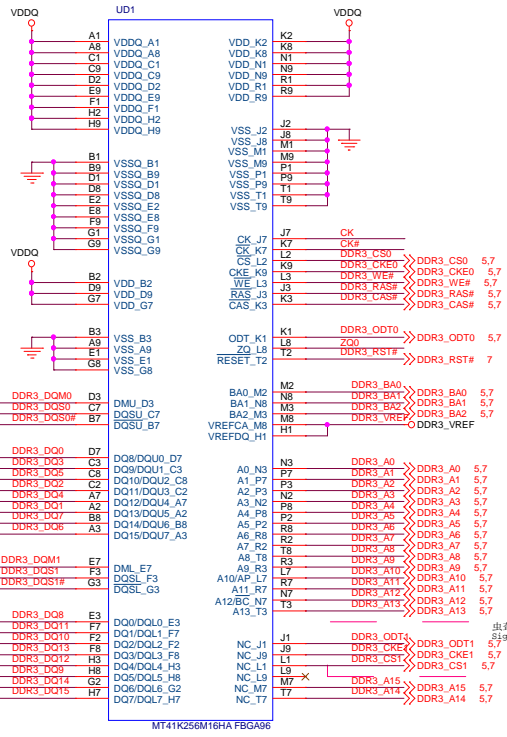 UD1
VDDQ
VDDQ
A1 VDDQ_A1
A8 VDDQ_A8
C1 VDDQ_C1
C9 VDDQ_C9
D2 VDDQ_D2
E9 VDDQ_E9
F1 VDDQ_F1
H2 VDDQ_H2
H9 VDDQ_H9
VDD_K2 K2
VDD_K8 K8
VDD_N1 N1
VDD_N9 N9
VDD_R1 R1
VDD_R9 R9
B1 VSSQ_B1
B9 VSSQ_B9
D1 VSSQ_D1
D8 VSSQ_D8
E2 VSSQ_E2
E8 VSSQ_E8
F9 VSSQ_F9
G1 VSSQ_G1
G9 VSSQ_G9
VSS_J2 J2
VSS_J8 J8
VSS_M1 M1
VSS_M9 M9
VSS_P1 P1
VSS_P9 P9
VSS_T1 T1
VSS_T9 T9
VDDQ
B2 VDD_B2
D9 VDD_D9
G7 VDD_G7
CK_J7 J7 CK
CK_K7 K7 CK#
CS_L2 L2 DDR3_CS0 DDR3_CS0 5,7
CKE_K9 K9 DDR3_CKE0 DDR3_CKE0 5,7
WE_L3 L3 DDR3_WE# DDR3_WE# 5,7
RAS_J3 J3 DDR3_RAS# DDR3_RAS# 5,7
CAS_K3 K3 DDR3_CAS# DDR3_CAS# 5,7
B3 VSS_B3
A9 VSS_A9
E1 VSS_E1
G8 VSS_G8
ODT_K1 K1 DDR3_ODT0 DDR3_ODT0 5,7
ZQ_L8 L8 ZQ0
RESET_T2 T2 DDR3_RST# DDR3_RST# 7
DDR3_DQM0 D3 DMU_D3
DDR3_DQS0 C7 DQSU_C7
DDR3_DQS0# B7 DQSU_B7
BA0_M2 M2 DDR3_BA0 DDR3_BA0 5,7
BA1_N8 N8 DDR3_BA1 DDR3_BA1 5,7
BA2_M3 M3 DDR3_BA2 DDR3_BA2 5,7
VREFCA_M8 M8 DDR3_VREF DDR3_VREF
VREFDQ_H1 H1
DDR3_DQ0 D7 DQ8/DQU0_D7
DDR3_DQ3 C3 DQ9/DQU1_C3
DDR3_DQ5 C8 DQ10/DQU2_C8
DDR3_DQ2 C2 DQ11/DQU3_C2
DDR3_DQ4 A7 DQ12/DQU4_A7
DDR3_DQ1 A2 DQ13/DQU5_A2
DDR3_DQ7 B8 DQ14/DQU6_B8
DDR3_DQ6 A3 DQ15/DQU7_A3
A0_N3 N3 DDR3_A0 DDR3_A0 5,7
A1_P7 P7 DDR3_A1 DDR3_A1 5,7
A2_P3 P3 DDR3_A2 DDR3_A2 5,7
A3_N2 N2 DDR3_A3 DDR3_A3 5,7
A4_P8 P8 DDR3_A4 DDR3_A4 5,7
A5_P2 P2 DDR3_A5 DDR3_A5 5,7
A6_R8 R8 DDR3_A6 DDR3_A6 5,7
A7_R2 R2 DDR3_A7 DDR3_A7 5,7
A8_T8 T8 DDR3_A8 DDR3_A8 5,7
A9_R3 R3 DDR3_A9 DDR3_A9 5,7
A10/AP_L7 L7 DDR3_A10 DDR3_A10 5,7
A11_R7 R7 DDR3_A11 DDR3_A11 5,7
A12/BC_N7 N7 DDR3_A12 DDR3_A12 5,7
A13_T3 T3 DDR3_A13 DDR3_A13 5,7
DDR3_DQM1 E7 DML_E7
DDR3_DQS1 F3 DQSL_F3
DDR3_DQS1# G3 DQSL_G3
DDR3_DQ8 E3 DQ0/DQL0_E3
DDR3_DQ11 F7 DQ1/DQL1_F7
DDR3_DQ10 F2 DQ2/DQL2_F2
DDR3_DQ13 F8 DQ3/DQL3_F8
DDR3_DQ12 H3 DQ4/DQL4_H3
DDR3_DQ9 H8 DQ5/DQL5_H8
DDR3_DQ14 G2 DQ6/DQL6_G2
DDR3_DQ15 H7 DQ7/DQL7_H7
NC_J1 J1 DDR3_ODT1 DDR3_ODT1 5,7
NC_J9 J9 DDR3_CKE1 DDR3_CKE1 5,7
NC_L1 L1 DDR3_CS1 DDR3_CS1 5,7
NC_L9 L9
NC_M7 M7 DDR3_A15 DDR3_A15 5,7
NC_T7 T7 DDR3_A14 DDR3_A14 5,7
MT41K256M16HA FBGA96